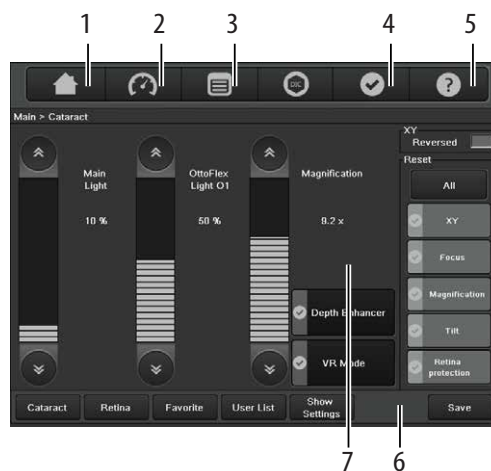 1 2 3 4 5
DIC ?
Main > Cataract
XY
Reversed
Reset
Main Light
OttoFlex Light O1
Magnification
All
10 %
50 %
9.2 x
XY
Focus
Magnification
Depth Enhancer
Tilt
VR Mode
Retina protection
Cataract Retina Favorite User List Show Settings Save
7 6